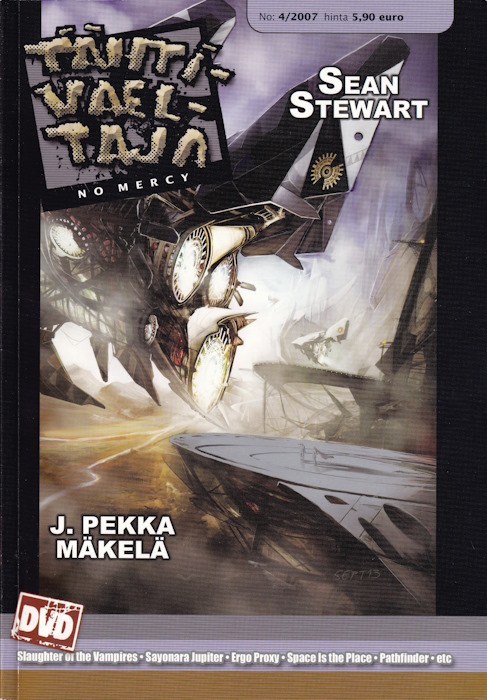 No: 4/2007 hinta 5,90 euro
TÄHTI-
VAEL-
TAJA
NO MERCY
SEAN
STEWART
J. PEKKA
MÄKELÄ
DVD
Slaughter of the Vampires • Sayonara Jupiter • Ergo Proxy • Space Is the Place • Pathfinder • etc